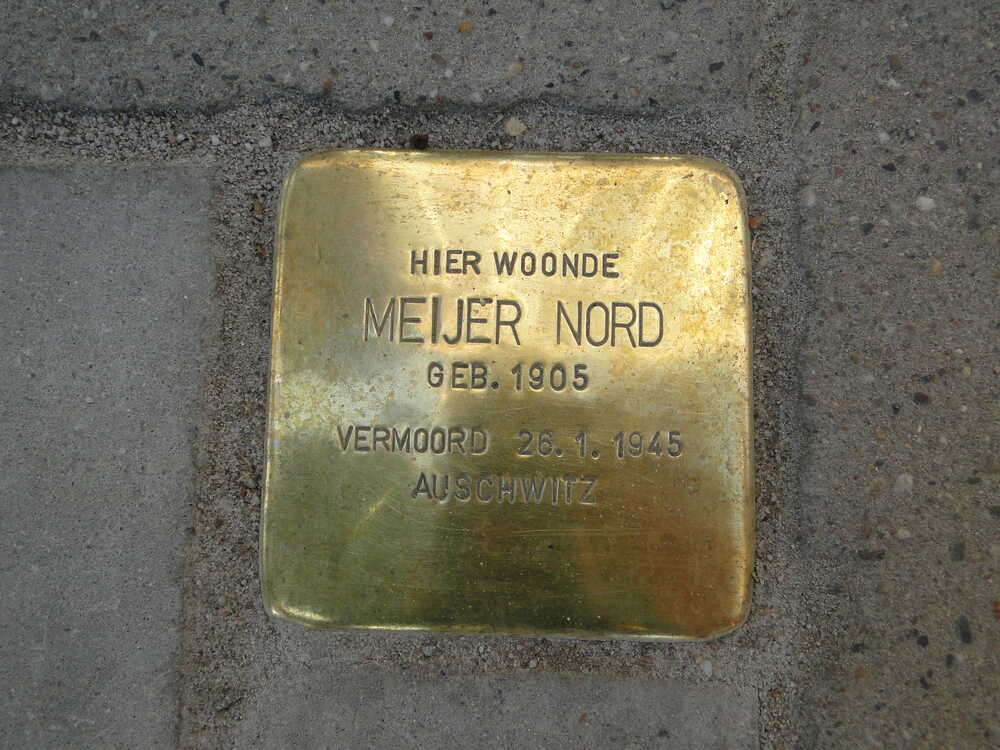 HIER WOONDE
MEIJER NORD
GEB. 1905
VERMOORD 26.1.1945
AUSCHWITZ